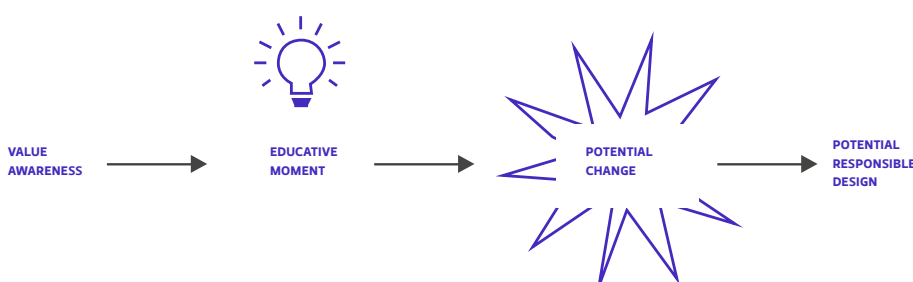 VALUE
AWARENESS
EDUCATIVE
MOMENT
POTENTIAL
CHANGE
POTENTIAL
RESPONSIBLE
DESIGN